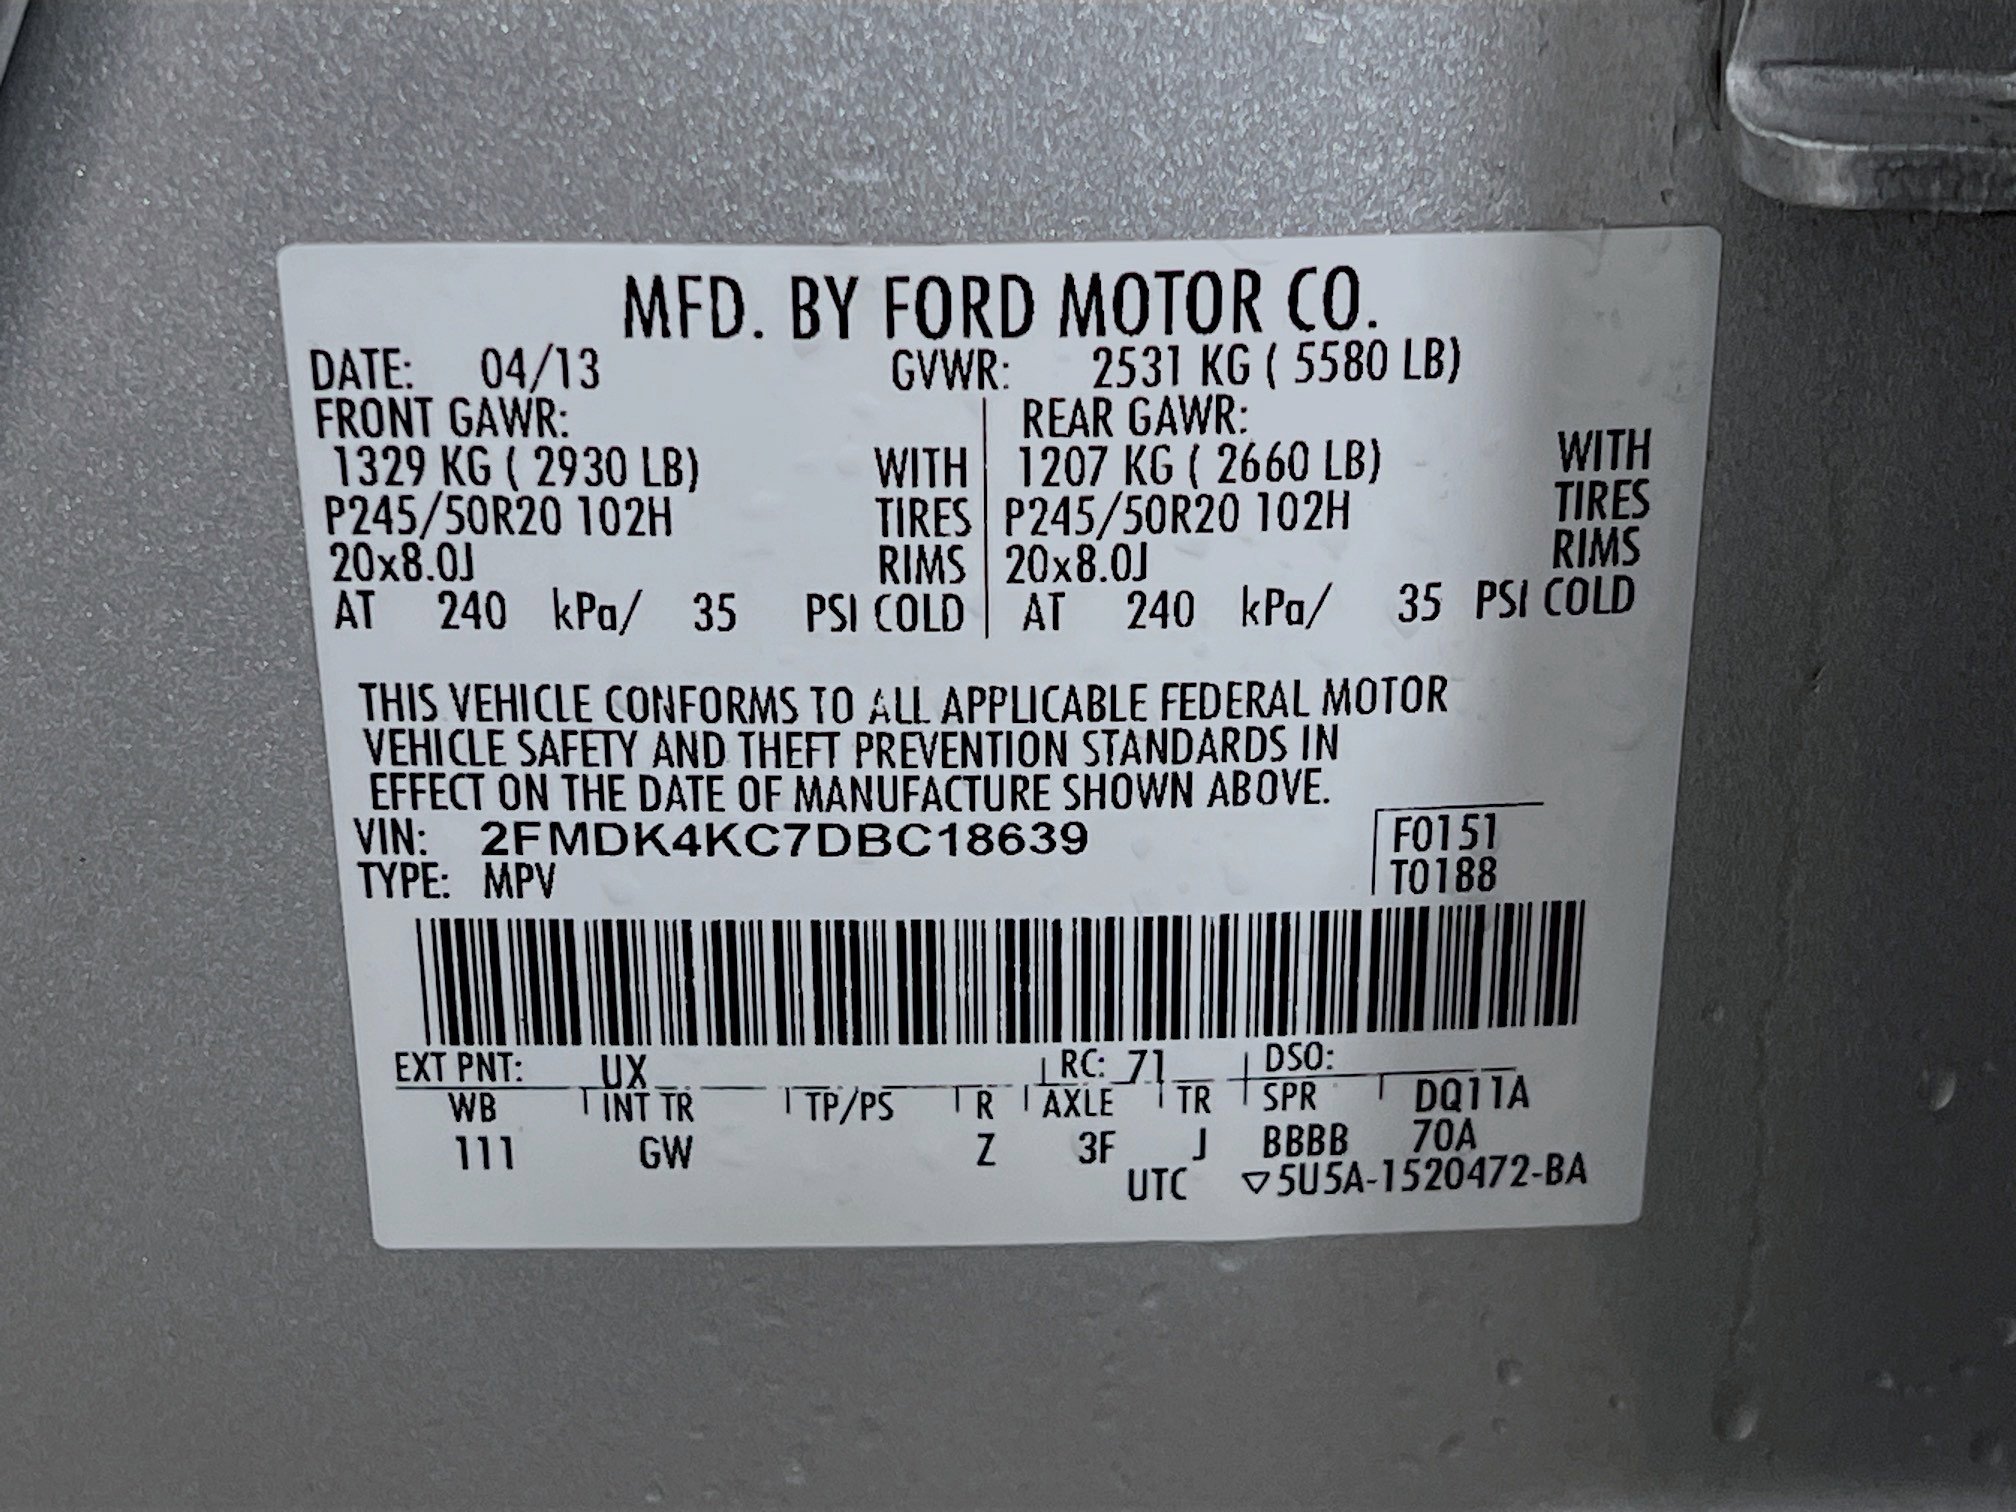 MFD. BY FORD MOTOR CO.
DATE: 04/13 GVWR: 2531 KG ( 5580 LB)
FRONT GAWR: REAR GAWR:
1329 KG ( 2930 LB) WITH 1207 KG ( 2660 LB) WITH
P245/50R20 102H TIRES P245/50R20 102H TIRES
20x8.0J RIMS 20x8.0J RIMS
AT 240 kPa/ 35 PSI COLD AT 240 kPa/ 35 PSI COLD
THIS VEHICLE CONFORMS TO ALL APPLICABLE FEDERAL MOTOR
VEHICLE SAFETY AND THEFT PREVENTION STANDARDS IN
EFFECT ON THE DATE OF MANUFACTURE SHOWN ABOVE.
VIN: 2FMDK4KC7DBC18639 F0151
TYPE: MPV T0188
EXT PNT: UX RC: 71 DSO:
WB INT TR TP/PS R AXLE TR SPR DQ11A
111 GW Z 3F J BBBB 70A
UTC ▽5U5A-1520472-BA